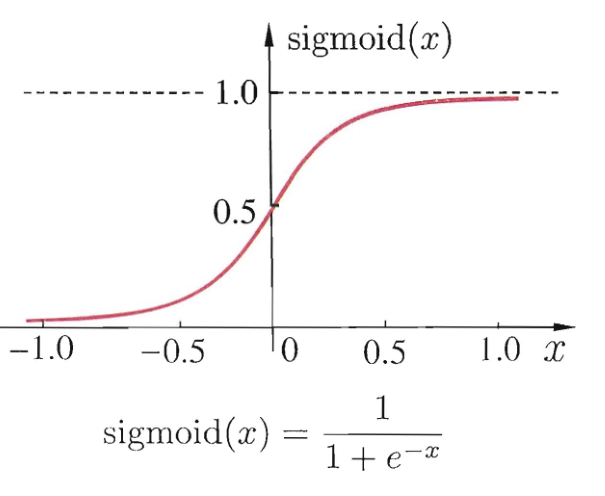 sigmoid(x)
1.0
0.5
−1.0 −0.5 0 0.5 1.0 x
sigmoid(x) = 1 / (1 + e^{−x})